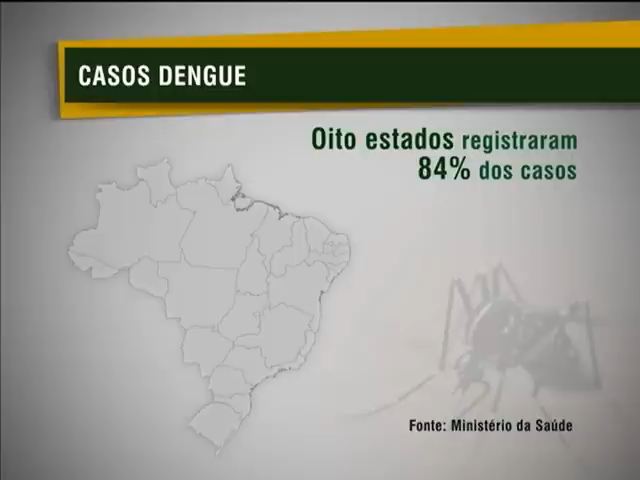 CASOS DENGUE
Oito estados registraram
84% dos casos
Fonte: Ministério da Saúde